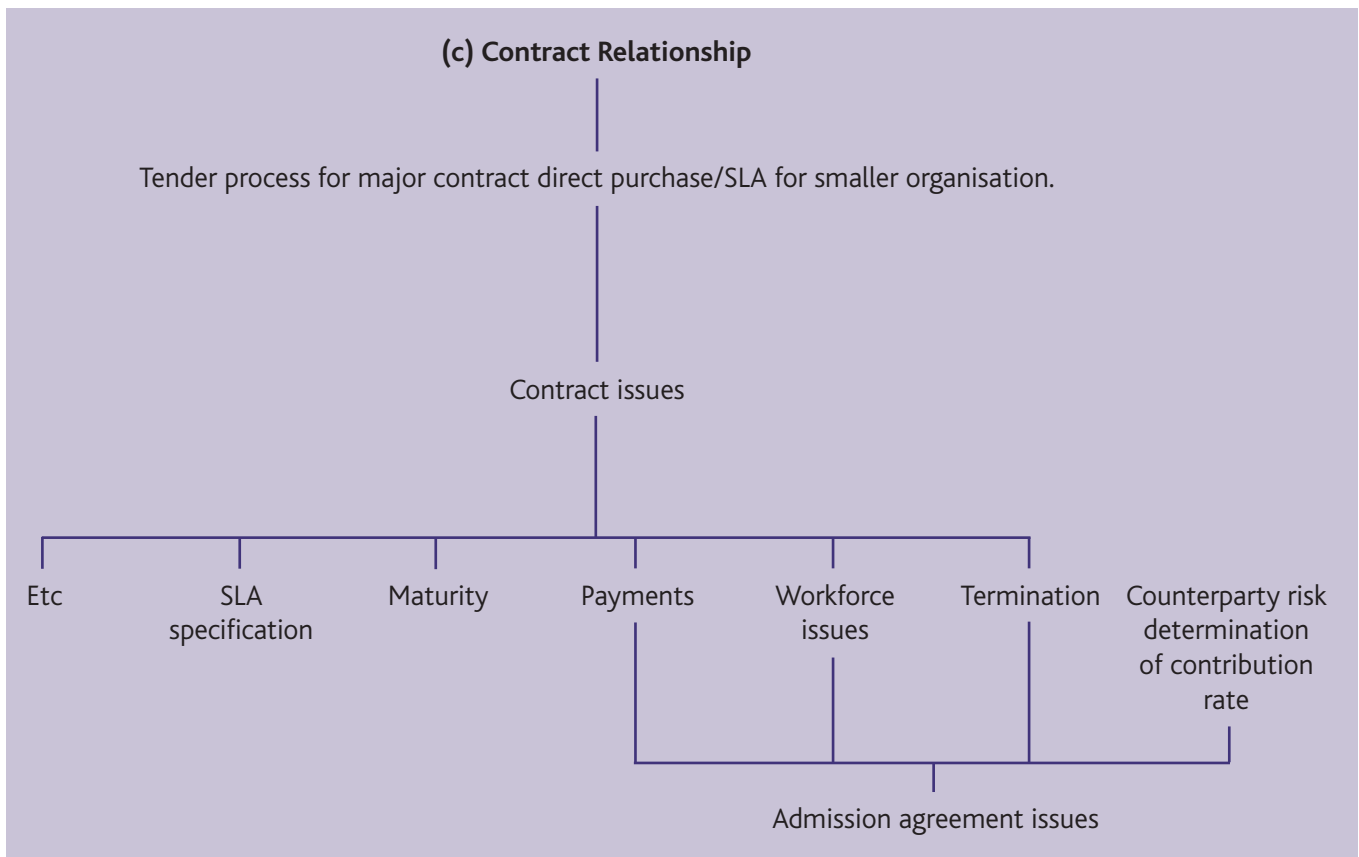 (c) Contract Relationship
Tender process for major contract direct purchase/SLA for smaller organisation.
Contract issues
Etc
SLA
specification
Maturity
Payments
Workforce
issues
Termination
Counterparty risk
determination
of contribution
rate
Admission agreement issues